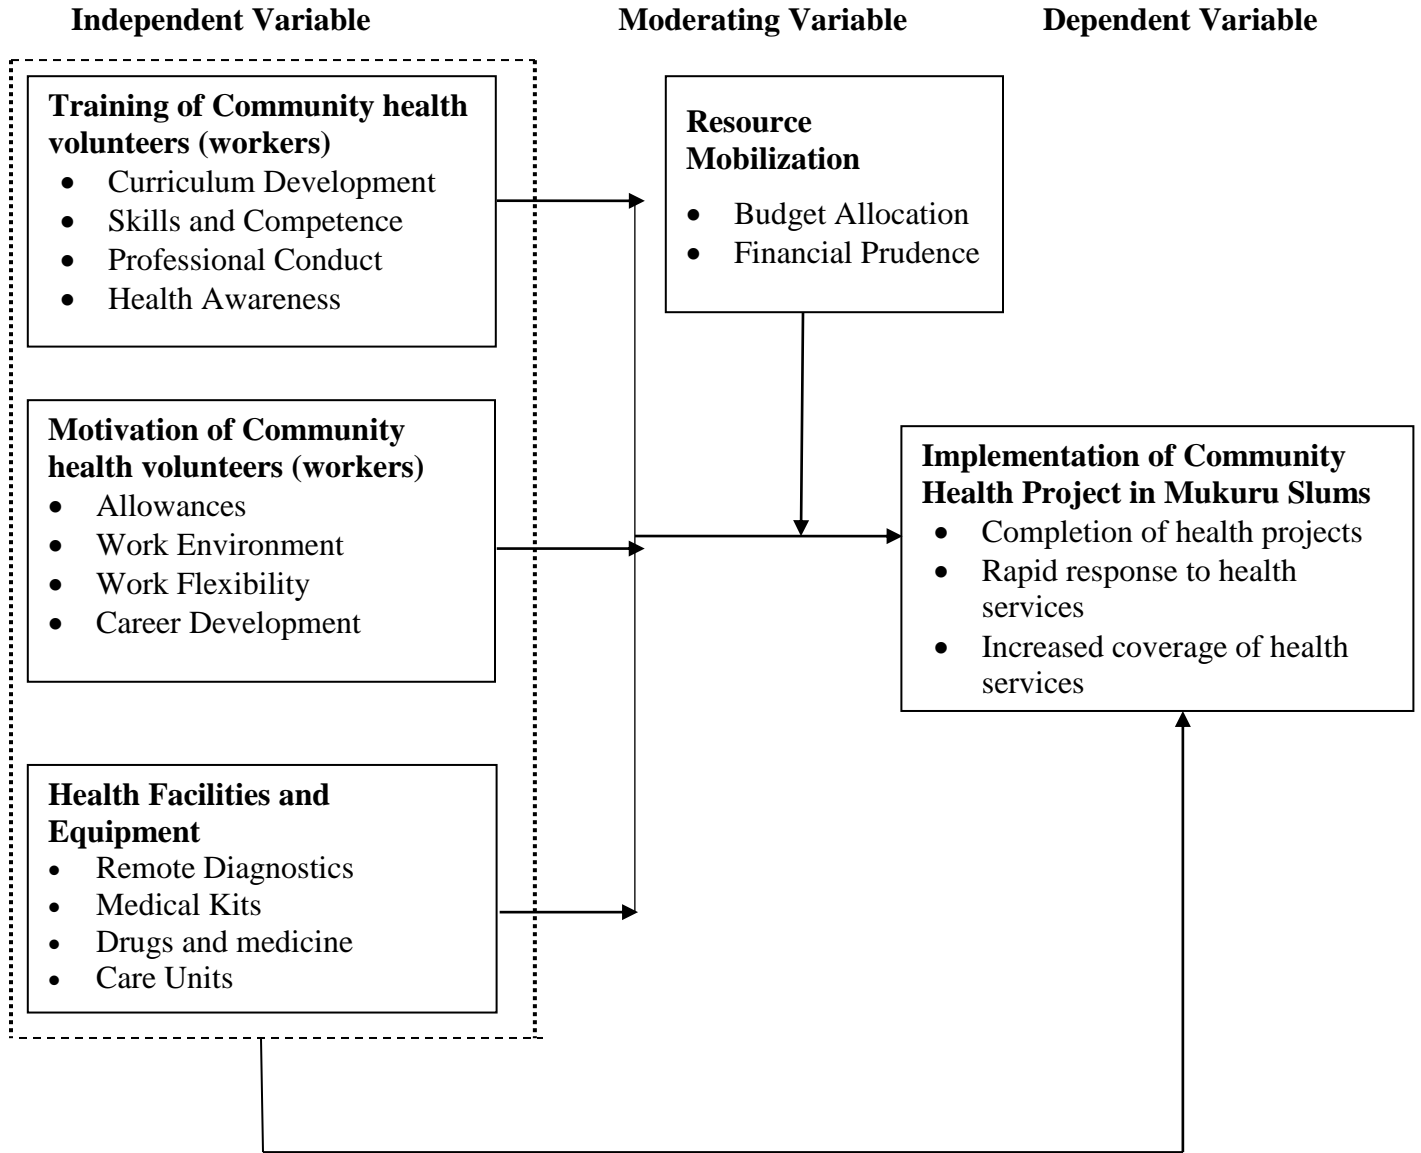 Independent Variable
Moderating Variable
Dependent Variable
Training of Community health
volunteers (workers)
• Curriculum Development
• Skills and Competence
• Professional Conduct
• Health Awareness
Motivation of Community
health volunteers (workers)
• Allowances
• Work Environment
• Work Flexibility
• Career Development
Health Facilities and
Equipment
• Remote Diagnostics
• Medical Kits
• Drugs and medicine
• Care Units
Resource
Mobilization
• Budget Allocation
• Financial Prudence
Implementation of Community
Health Project in Mukuru Slums
• Completion of health projects
• Rapid response to health
services
• Increased coverage of health
services